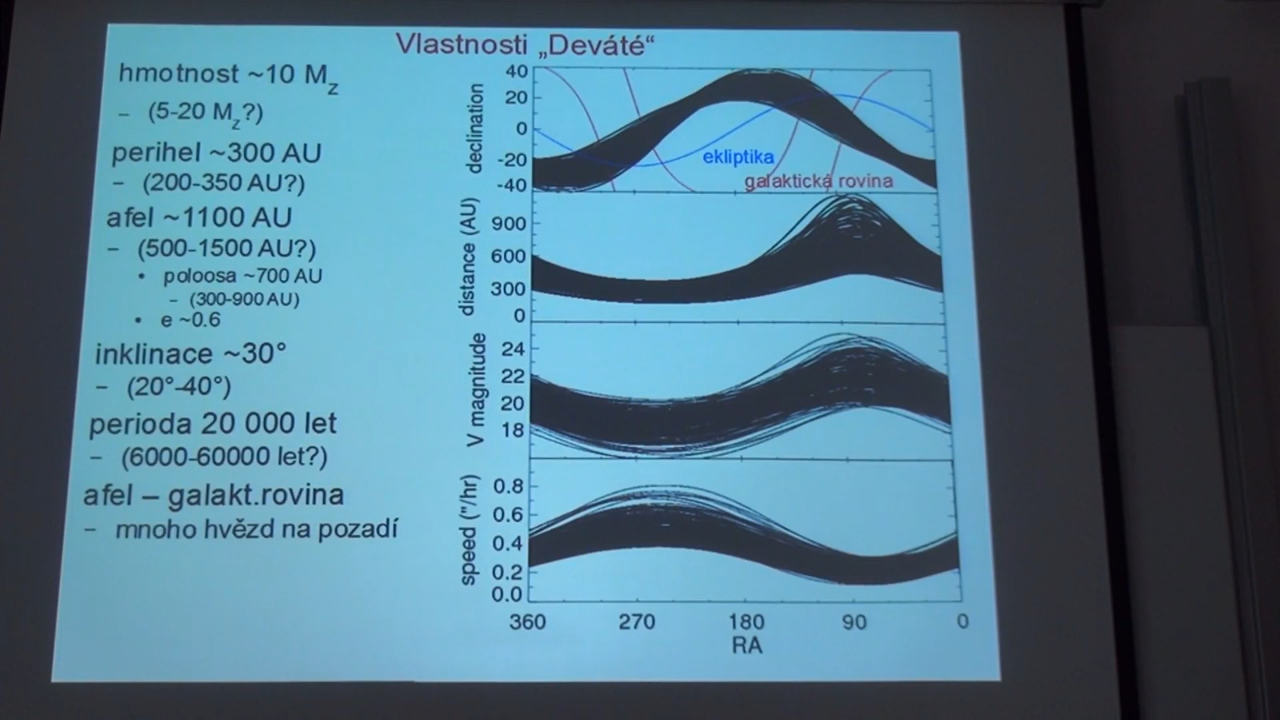 Vlastnosti „Deváté“
hmotnost ~10 Mz
– (5-20 Mz?)
perihel ~300 AU
– (200-350 AU?)
afel ~1100 AU
– (500-1500 AU?)
• poloosa ~700 AU
– (300-900 AU)
• e ~0.6
inklinace ~30°
– (20°-40°)
perioda 20 000 let
– (6000-60000 let?)
afel – galakt.rovina
– mnoho hvězd na pozadí
declination
40
20
0
-20
-40
ekliptika
galaktická rovina
distance (AU)
900
600
300
0
V magnitude
24
22
20
18
speed ("/hr)
0.8
0.6
0.4
0.2
0.0
360 270 180 90 0
RA